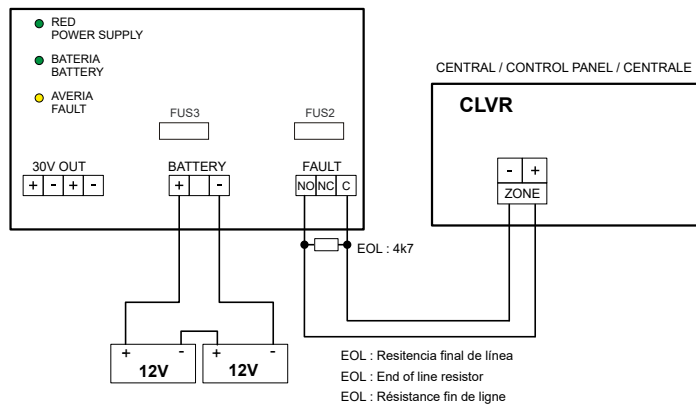 RED
POWER SUPPLY
BATERIA
BATTERY
AVERIA
FAULT
FUS3
FUS2
30V OUT
+ - + -
BATTERY
+ -
FAULT
NO NC C
EOL : 4k7
CENTRAL / CONTROL PANEL / CENTRALE
CLVR
- +
ZONE
+ -
12V
+ -
12V
EOL : Resitencia final de línea
EOL : End of line resistor
EOL : Résistance fin de ligne